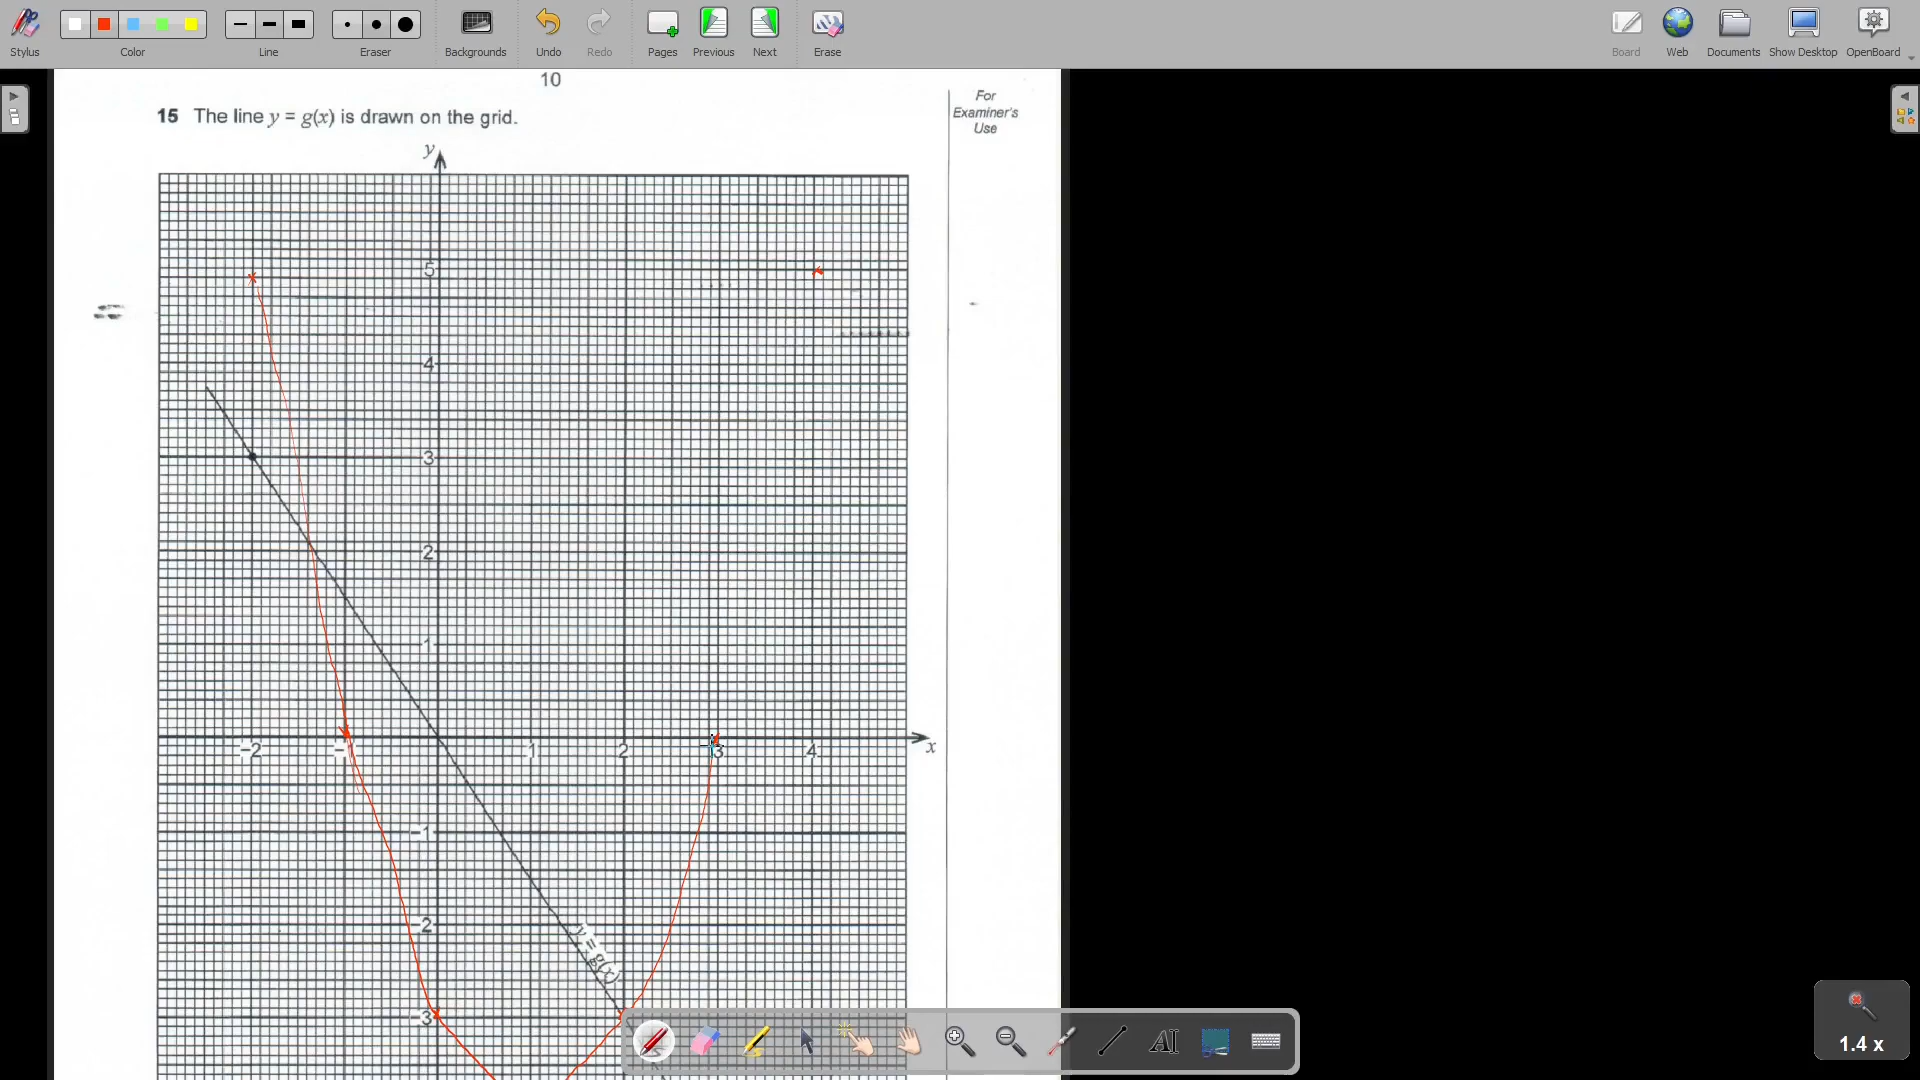 Stylus Color Line Eraser Backgrounds Undo Redo Pages Previous Next Erase Board Web Documents Show Desktop OpenBoard
10
15 The line y = g(x) is drawn on the grid.
For
Examiner's
Use
y
5
4
3
2
1
-2 -1 1 2 3 4 x
-1
-2
y = g(x)
-3
AI
1.4 x